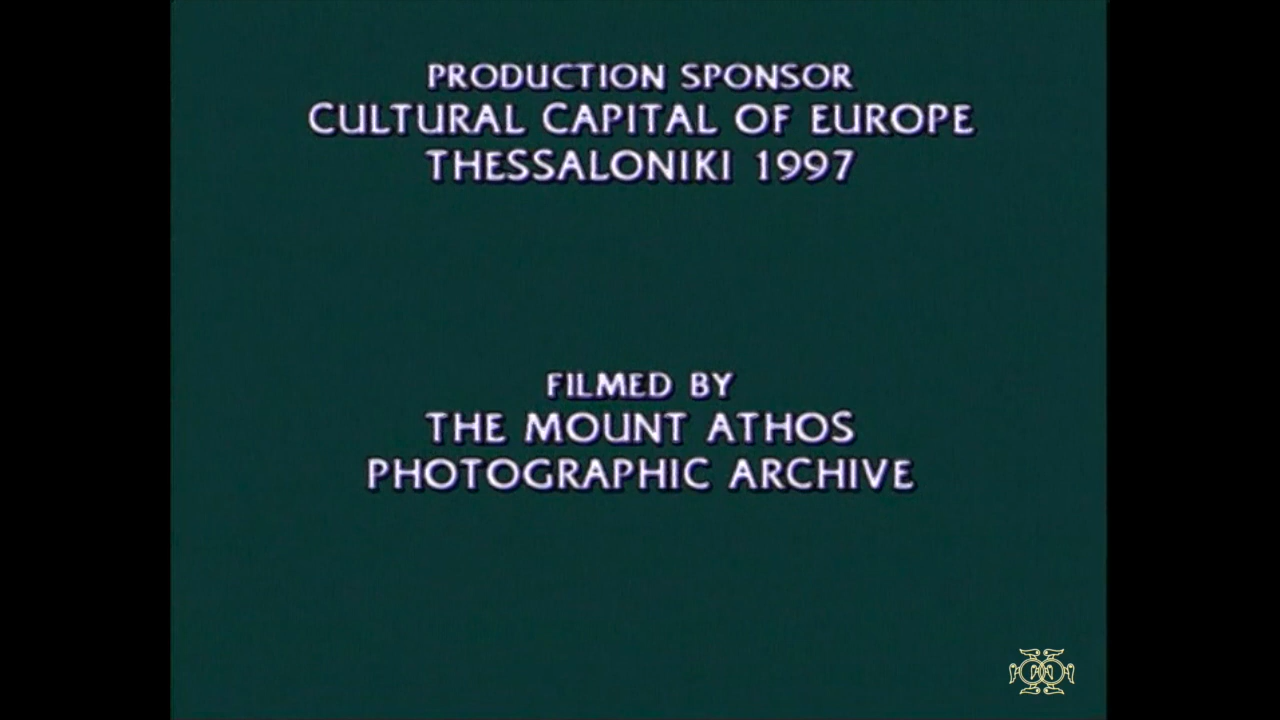 PRODUCTION SPONSOR
CULTURAL CAPITAL OF EUROPE
THESSALONIKI 1997
FILMED BY
THE MOUNT ATHOS
PHOTOGRAPHIC ARCHIVE